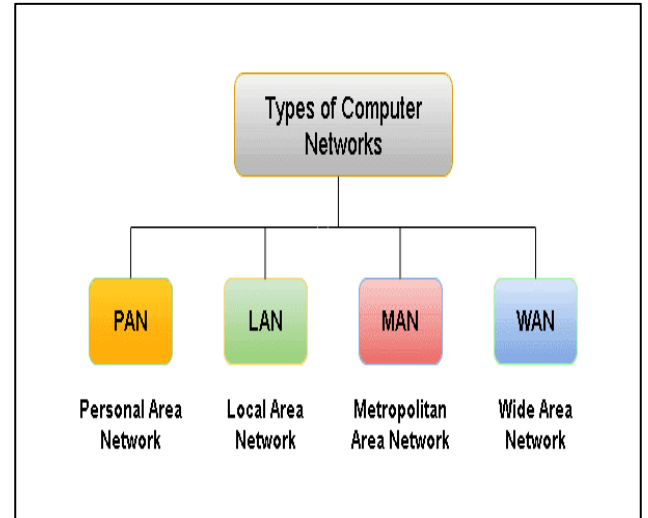 Types of Computer
Networks
PAN
LAN
MAN
WAN
Personal Area
Network
Local Area
Network
Metropolitan
Area Network
Wide Area
Network